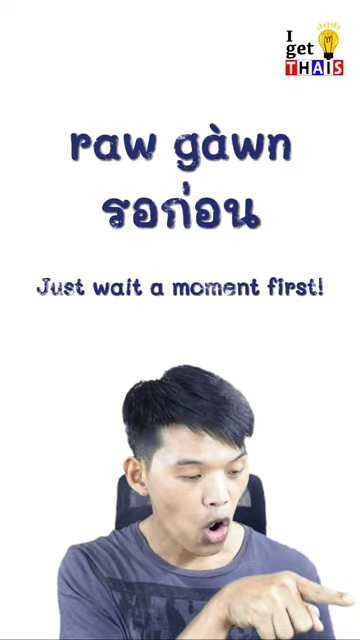 I
get
THAIS
raw gàwn
รอก่อน
Just wait a moment first!